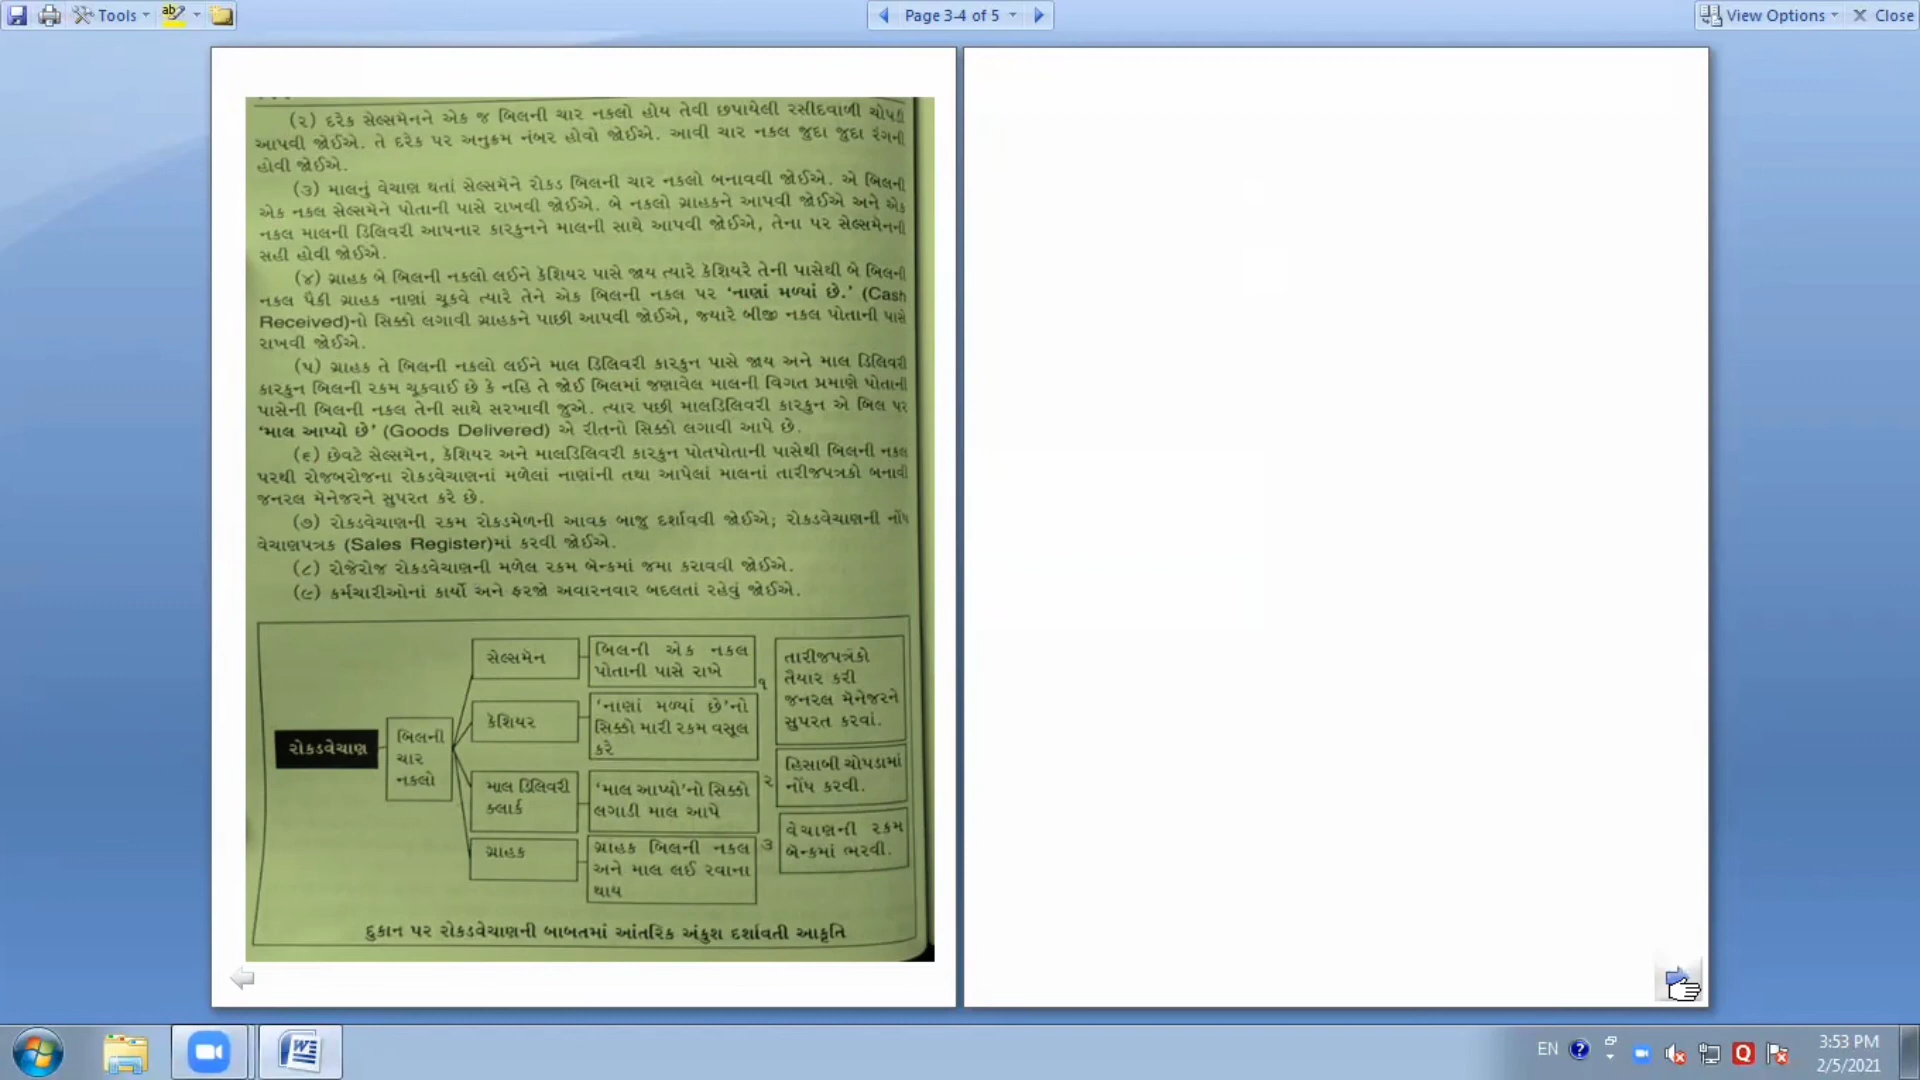 Tools
Page 3-4 of 5
View Options
Close
(૨) દરેક સેલ્સમૅનને એક જ બિલની ચાર નકલો હોય તેવી છપાયેલી રસીદવાળી ચોપડી
આપવી જોઈએ. તે દરેક પર અનુક્રમ નંબર હોવો જોઈએ. આવી ચાર નકલ જુદા જુદા રંગની
હોવી જોઈએ.
(૩) માલનું વેચાણ થતાં સેલ્સમૅને રોકડ બિલની ચાર નકલો બનાવવી જોઈએ. એ બિલની
એક નકલ સેલ્સમૅને પોતાની પાસે રાખવી જોઈએ. બે નકલો ગ્રાહકને આપવી જોઈએ અને એક
નકલ માલની ડિલિવરી આપનાર કારકુનને માલની સાથે આપવી જોઈએ, તેના પર સેલ્સમૅનની
સહી હોવી જોઈએ.
(૪) ગ્રાહક બે બિલની નકલો લઈને કૅશિયર પાસે જાય ત્યારે કૅશિયરે તેની પાસેથી બે બિલની
નકલ પૈકી ગ્રાહક નાણાં ચૂકવે ત્યારે તેને એક બિલની નકલ પર ‘નાણાં મળ્યાં છે.’ (Cash
Received)નો સિક્કો લગાવી ગ્રાહકને પાછી આપવી જોઈએ, જ્યારે બીજી નકલ પોતાની પાસે
રાખવી જોઈએ.
(૫) ગ્રાહક તે બિલની નકલો લઈને માલ ડિલિવરી કારકુન પાસે જાય અને માલ ડિલિવરી
કારકુન બિલની રકમ ચૂકવાઈ છે કે નહિ તે જોઈ બિલમાં જણાવેલ માલની વિગત પ્રમાણે પોતાની
પાસેની બિલની નકલ તેની સાથે સરખાવી જુએ. ત્યાર પછી માલડિલિવરી કારકુન એ બિલ પર
‘માલ આપ્યો છે’ (Goods Delivered) એ રીતનો સિક્કો લગાવી આપે છે.
(૬) છેવટે સેલ્સમૅન, કૅશિયર અને માલડિલિવરી કારકુન પોતપોતાની પાસેથી બિલની નકલ
પરથી રોજબરોજના રોકડવેચાણનાં મળેલાં નાણાંની તથા આપેલાં માલનાં તારીજપત્રકો બનાવી
જનરલ મૅનેજરને સુપરત કરે છે.
(૭) રોકડવેચાણની રકમ રોકડમેળની આવક બાજુ દર્શાવવી જોઈએ; રોકડવેચાણની નોંધ
વેચાણપત્રક (Sales Register)માં કરવી જોઈએ.
(૮) રોજેરોજ રોકડવેચાણની મળેલ રકમ બૅન્કમાં જમા કરાવવી જોઈએ.
(૯) કર્મચારીઓનાં કાર્યો અને ફરજો અવારનવાર બદલતાં રહેવું જોઈએ.
રોકડવેચાણ
બિલની
ચાર
નકલો
સેલ્સમૅન
બિલની એક નકલ
પોતાની પાસે રાખે
કૅશિયર
‘નાણાં મળ્યાં છે’નો
સિક્કો મારી રકમ વસૂલ
કરે
માલ ડિલિવરી
ક્લાર્ક
‘માલ આપ્યો’નો સિક્કો
લગાડી માલ આપે
ગ્રાહક
ગ્રાહક બિલની નકલ
અને માલ લઈ રવાના
થાય
૧
તારીજપત્રકો
તૈયાર કરી
જનરલ મૅનેજરને
સુપરત કરવાં.
૨
હિસાબી ચોપડામાં
નોંધ કરવી.
૩
વેચાણની રકમ
બૅન્કમાં ભરવી.
દુકાન પર રોકડવેચાણની બાબતમાં આંતરિક અંકુશ દર્શાવતી આકૃતિ
EN
3:53 PM
2/5/2021